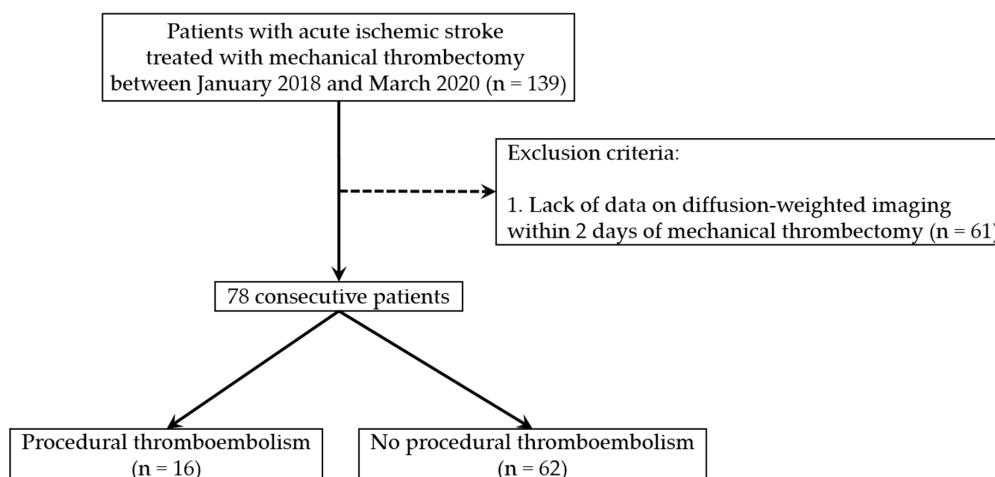 Patients with acute ischemic stroke
treated with mechanical thrombectomy
between January 2018 and March 2020 (n = 139)
Exclusion criteria:
1. Lack of data on diffusion-weighted imaging
within 2 days of mechanical thrombectomy (n = 61)
78 consecutive patients
Procedural thromboembolism
(n = 16)
No procedural thromboembolism
(n = 62)